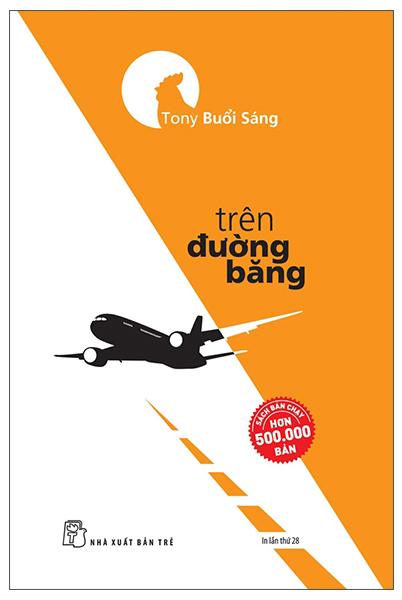 Tony Buổi Sáng
trên
đường
băng
SÁCH BÁN CHẠY
HƠN
500.000
BẢN
NHÀ XUẤT BẢN TRẺ
In lần thứ 28